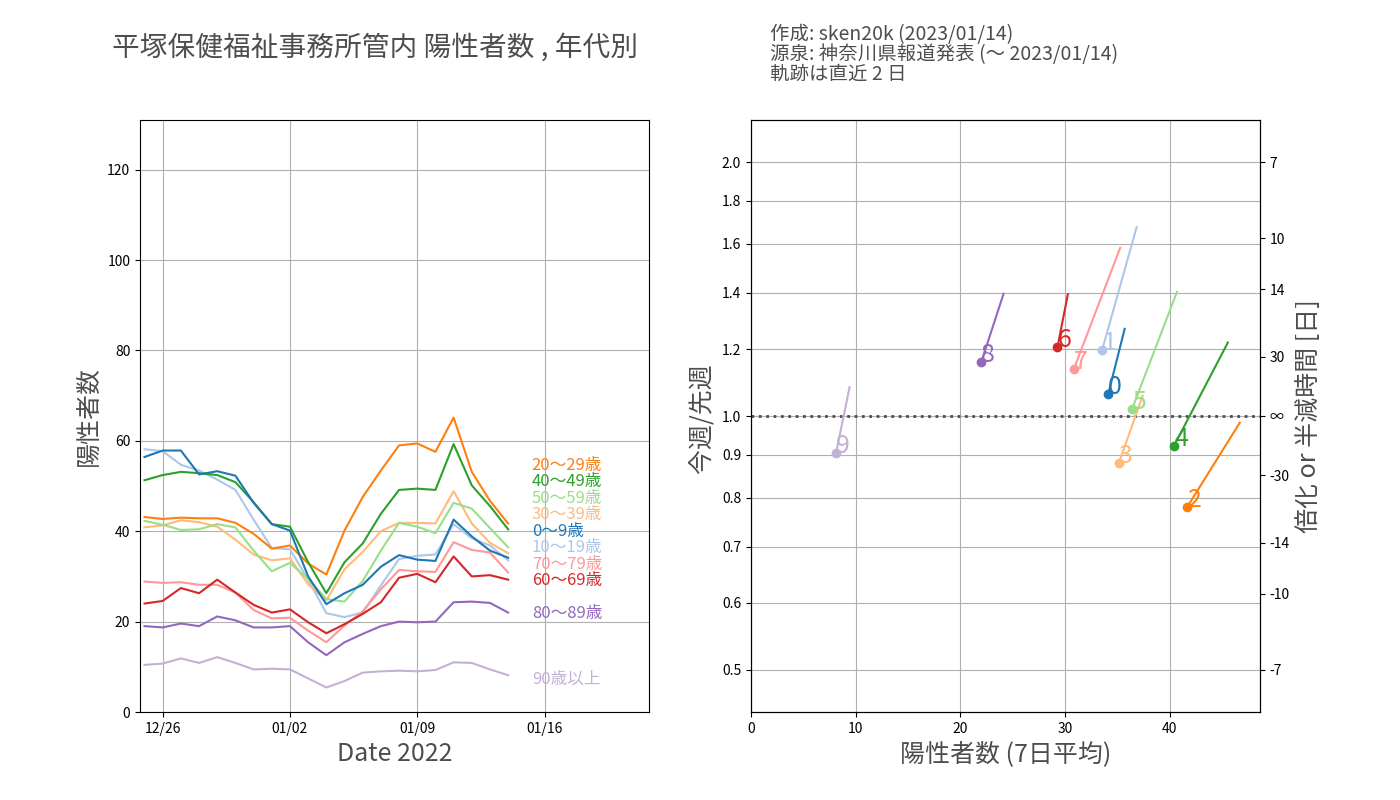 平塚保健福祉事務所管内 陽性者数 , 年代別
作成: sken20k (2023/01/14)
源泉: 神奈川県報道発表 (〜 2023/01/14)
軌跡は直近 2 日
陽性者数
120
100
80
60
40
20
0
12/26
01/02
01/09
01/16
Date 2022
20〜29歳
40〜49歳
50〜59歳
30〜39歳
0〜9歳
10〜19歳
70〜79歳
60〜69歳
80〜89歳
90歳以上
今週/先週
2.0
1.8
1.6
1.4
1.2
1.0
0.9
0.8
0.7
0.6
0.5
0
10
20
30
40
陽性者数 (7日平均)
9
8
6
7
1
0
5
3
4
2
7
10
14
30
∞
-30
-14
-10
-7
倍化 or 半減時間 [日]